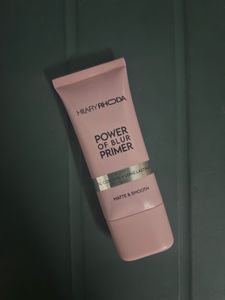 HILARY RHODA
POWER
OF BLUR
PRIMER
MATTE & SMOOTH